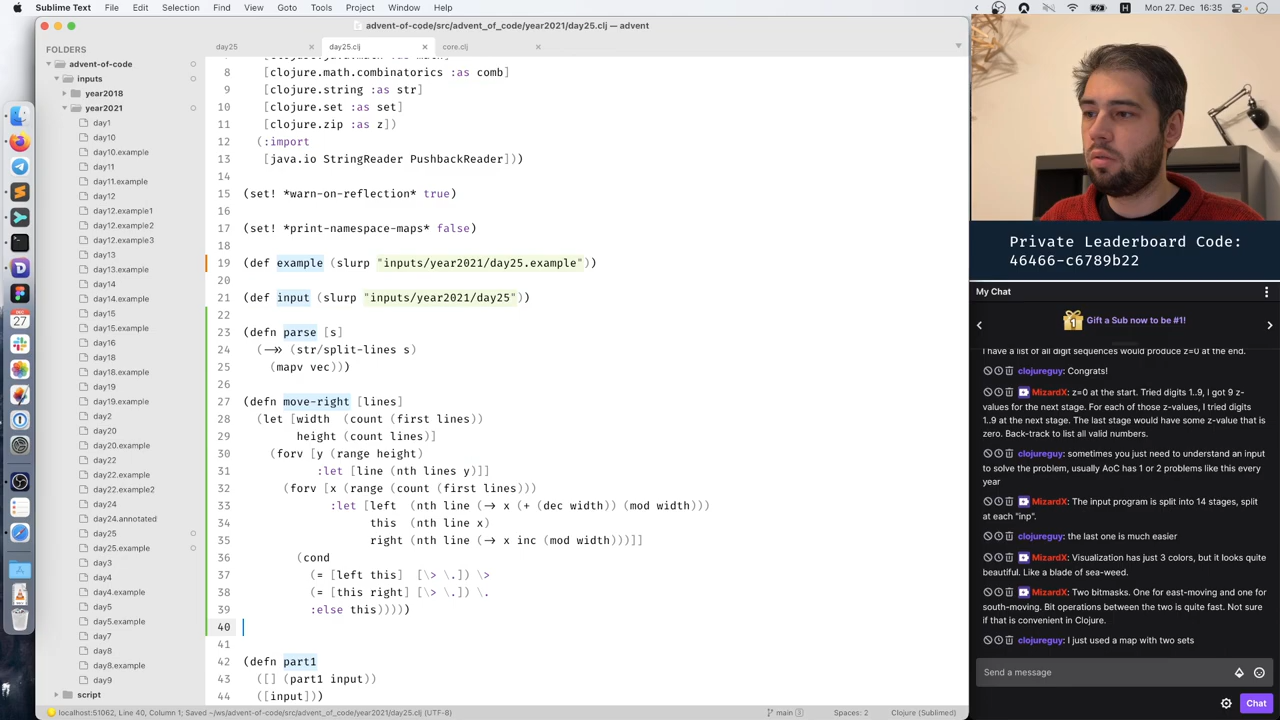 Sublime Text File Edit Selection Find View Goto Project Window Help
Mon 27. Dec 16:35
advent-of-code/src/advent_of_code/year2021/day25.clj — advent
FOLDERS
advent-of-code
inputs
year2018
year2021
day1
day10
day10.example
day11
day11.example
day12
day12.example1
day12.example2
day12.example3
day13
day13.example
day14
day14.example
day15
day15.example
day16
day18
day18.example
day19
day19.example
day2
day20
day20.example
day22
day22.example
day22.example2
day24
day24.annotated
day25
day25.example
day3
day4
day4.example
day5
day5.example
day7
day8
day8.example
day9
script
day25
day25.clj
core.clj
8 [clojure.math.combinatorics :as comb]
9 [clojure.string :as str]
10 [clojure.set :as set]
11 [clojure.zip :as z])
12 (:import
13 [java.io StringReader PushbackReader]))
14
15 (set! *warn-on-reflection* true)
16
17 (set! *print-namespace-maps* false)
18
19 (def example (slurp "inputs/year2021/day25.example"))
20
21 (def input (slurp "inputs/year2021/day25"))
22
23 (defn parse [s]
24 (->> (str/split-lines s)
25 (mapv vec)))
26
27 (defn move-right [lines]
28 (let [width (count (first lines))
29 height (count lines)]
30 (forv [y (range height)
31 :let [line (nth lines y)]]
32 (forv [x (range (count (first lines)))
33 :let [left (nth line (-> x (+ (dec width)) (mod width)))
34 this (nth line x)
35 right (nth line (-> x inc (mod width)))]]
36 (cond
37 (= [left this] [\> \.]) \>
38 (= [this right] [\> \.]) \.
39 :else this)))))
40
41
42 (defn part1
43 ([] (part1 input))
44 ([input]))
localhost:51062, Line 40, Column 1; Saved ~/ws/advent-of-code/src/advent_of_code/year2021/day25.clj (UTF-8)
main 3
Spaces: 2
Clojure (Sublimed)
Private Leaderboard Code:
46466-c6789b22
My Chat
1 Gift a Sub now to be #1!
I have a list of all digit sequences would produce z=0 at the end.
clojureguy: Congrats!
MizardX: z=0 at the start. Tried digits 1..9, I got 9 z-
values for the next stage. For each of those z-values, I tried digits
1..9 at the next stage. The last stage would have some z-value that is
zero. Back-track to list all valid numbers.
clojureguy: sometimes you just need to understand an input
to solve the problem, usually AoC has 1 or 2 problems like this every
year
MizardX: The input program is split into 14 stages, split
at each "inp".
clojureguy: the last one is much easier
MizardX: Visualization has just 3 colors, but it looks quite
beautiful. Like a blade of sea-weed.
MizardX: Two bitmasks. One for east-moving and one for
south-moving. Bit operations between the two is quite fast. Not sure
if that is convenient in Clojure.
clojureguy: I just used a map with two sets
Send a message
Chat